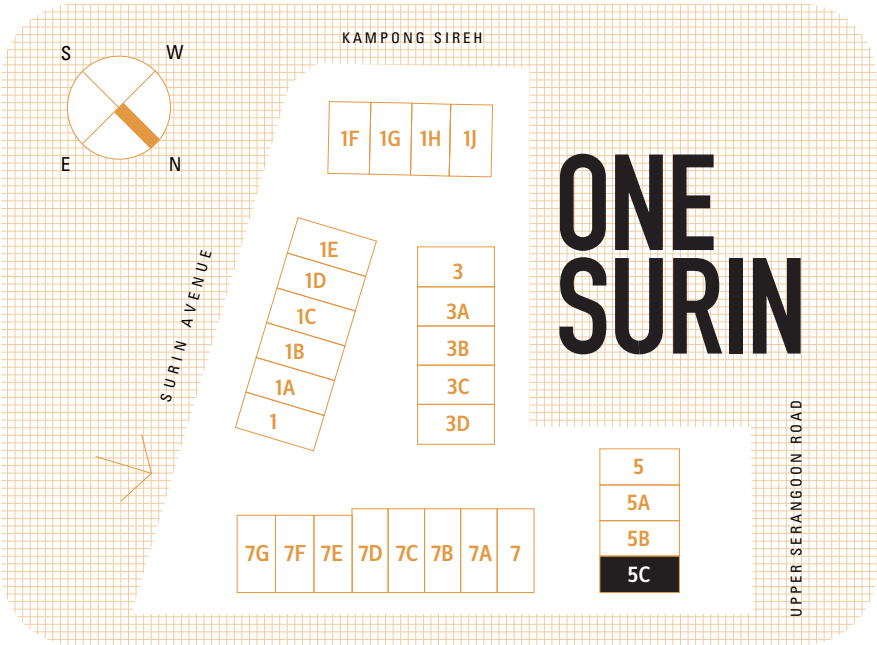 KAMPONG SIREH
S
W
E
N
1F 1G 1H 1J
ONE
SURIN
SURIN AVENUE
1E
1D
1C
1B
1A
1
3
3A
3B
3C
3D
UPPER SERANGOON ROAD
5
5A
5B
5C
7G 7F 7E 7D 7C 7B 7A 7